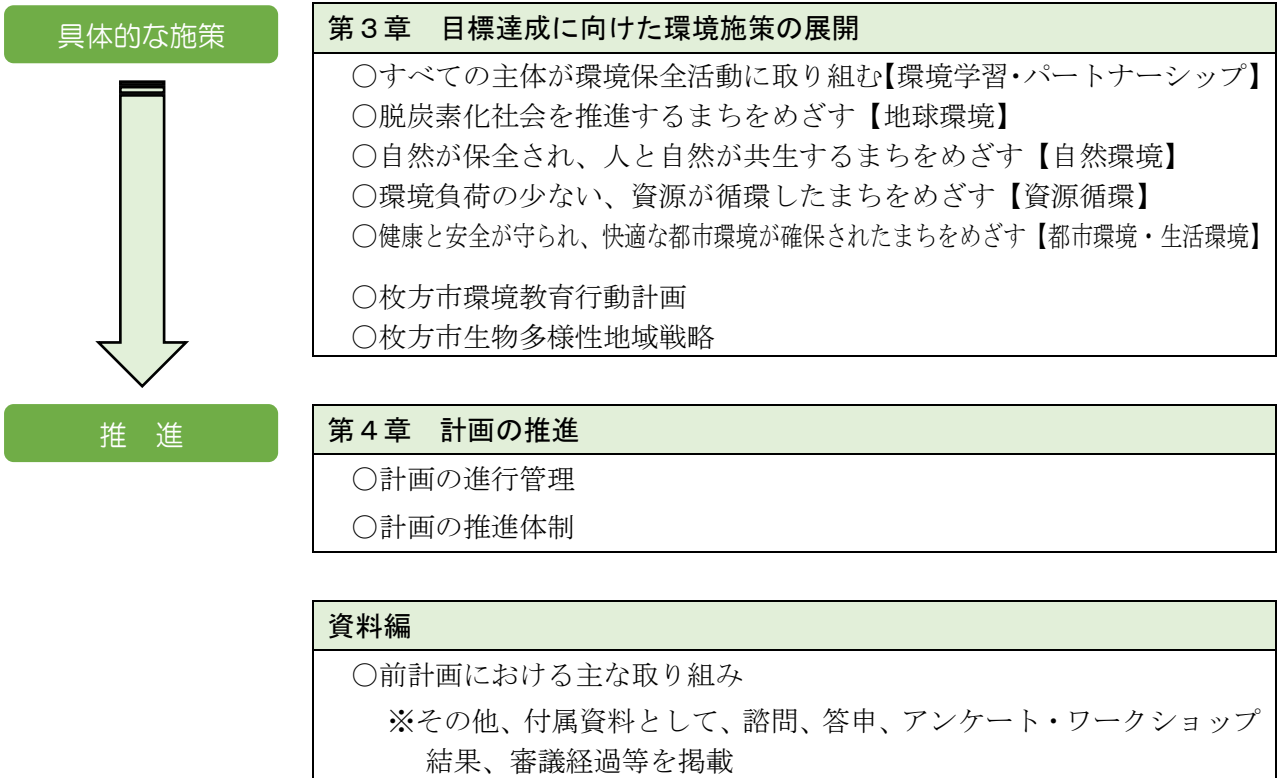 具体的な施策
第３章　目標達成に向けた環境施策の展開
○すべての主体が環境保全活動に取り組む【環境学習・パートナーシップ】
○脱炭素化社会を推進するまちをめざす【地球環境】
○自然が保全され、人と自然が共生するまちをめざす【自然環境】
○環境負荷の少ない、資源が循環したまちをめざす【資源循環】
○健康と安全が守られ、快適な都市環境が確保されたまちをめざす【都市環境・生活環境】
○枚方市環境教育行動計画
○枚方市生物多様性地域戦略
推　進
第４章　計画の推進
○計画の進行管理
○計画の推進体制
資料編
○前計画における主な取り組み
※その他、付属資料として、諮問、答申、アンケート・ワークショップ
結果、審議経過等を掲載